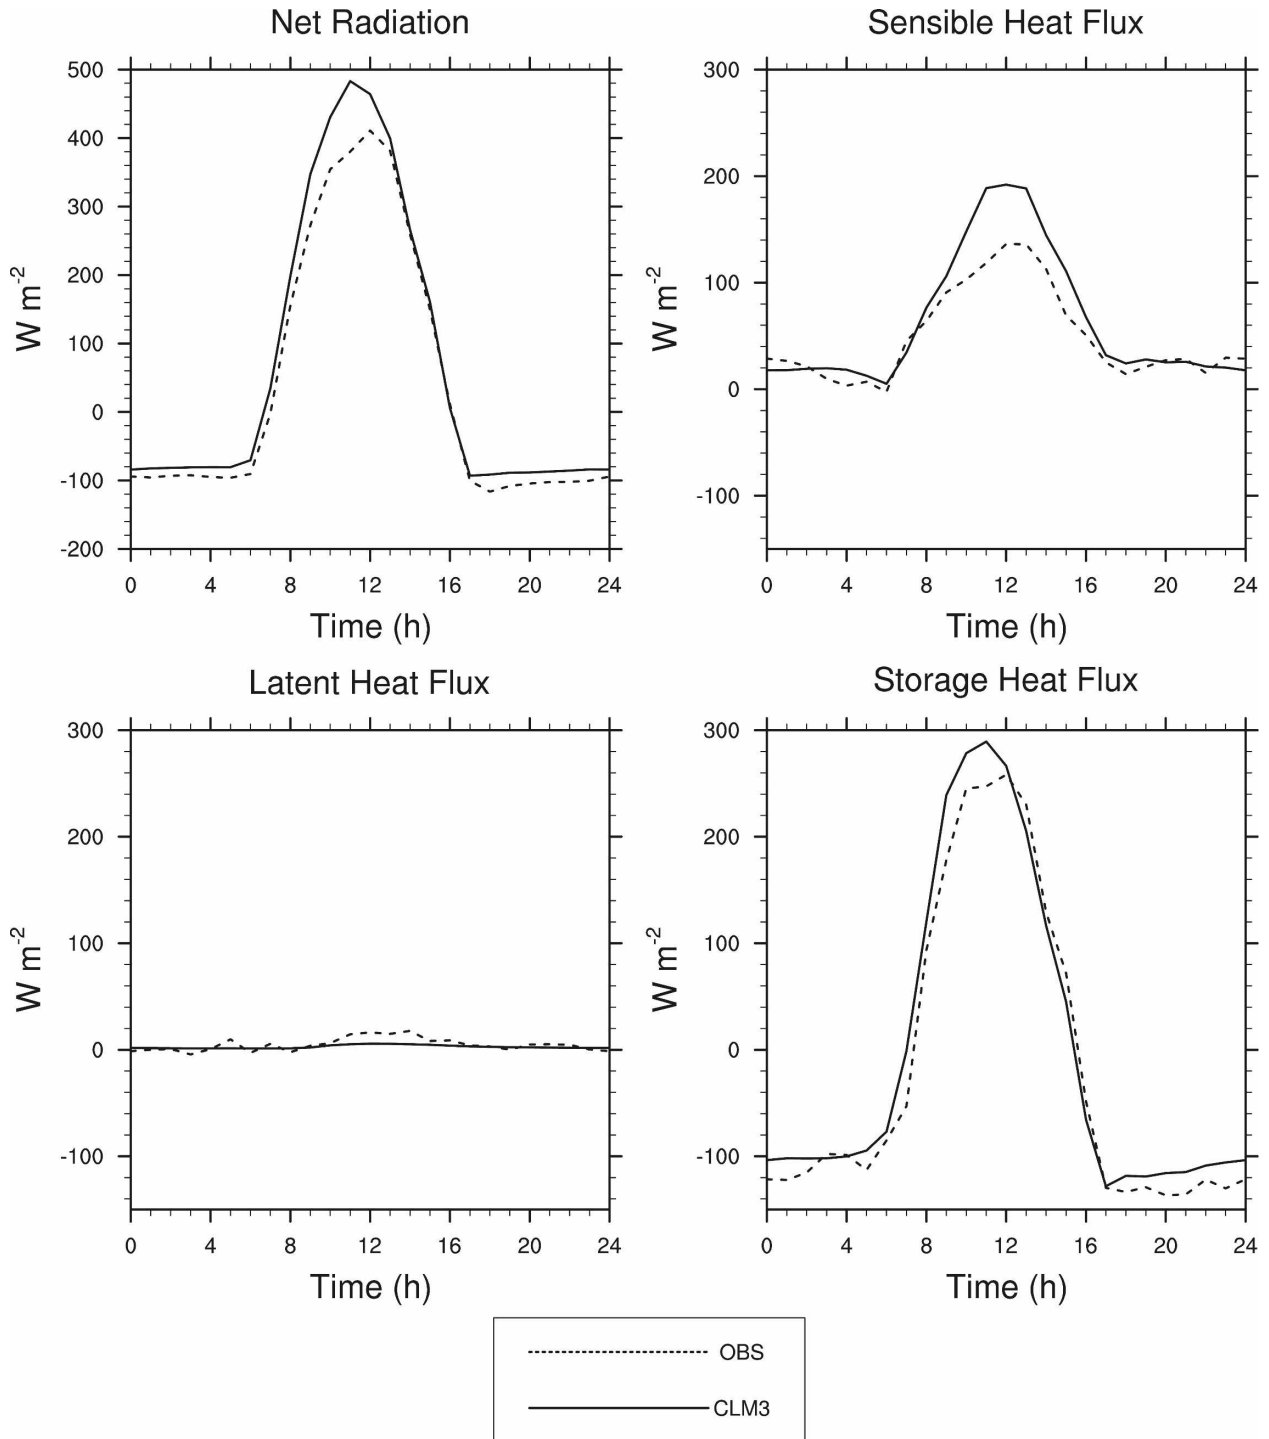 Net Radiation
500
400
300
200
100
0
-100
-200
W m-2
0 4 8 12 16 20 24
Time (h)
Sensible Heat Flux
300
200
100
0
-100
W m-2
0 4 8 12 16 20 24
Time (h)
Latent Heat Flux
300
200
100
0
-100
W m-2
0 4 8 12 16 20 24
Time (h)
Storage Heat Flux
300
200
100
0
-100
W m-2
0 4 8 12 16 20 24
Time (h)
OBS
CLM3